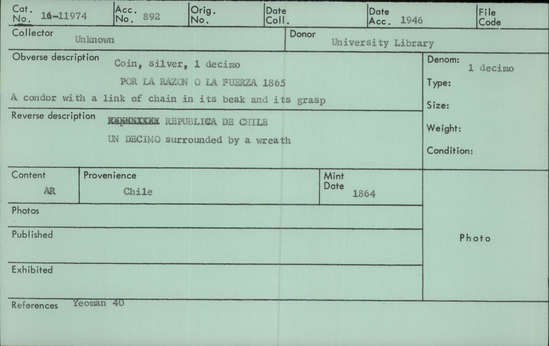 Cat. No. 16-11974 Acc. No. 892 Orig. No. Date Coll. Date Acc. 1946 File Code
Collector Unknown Donor University Library
Obverse description Coin, silver, 1 decimo
POR LA RAZON O LA FUERZA 1865
A condor with a link of chain in its beak and its grasp
Denom: 1 decimo
Type:
Size:
Weight:
Condition:
Reverse description REPUBLICA DE CHILE
UN DECIMO surrounded by a wreath
Content AR Provenience Chile Mint Date 1864
Photos
Published
Exhibited
Photo
References Yeoman 40